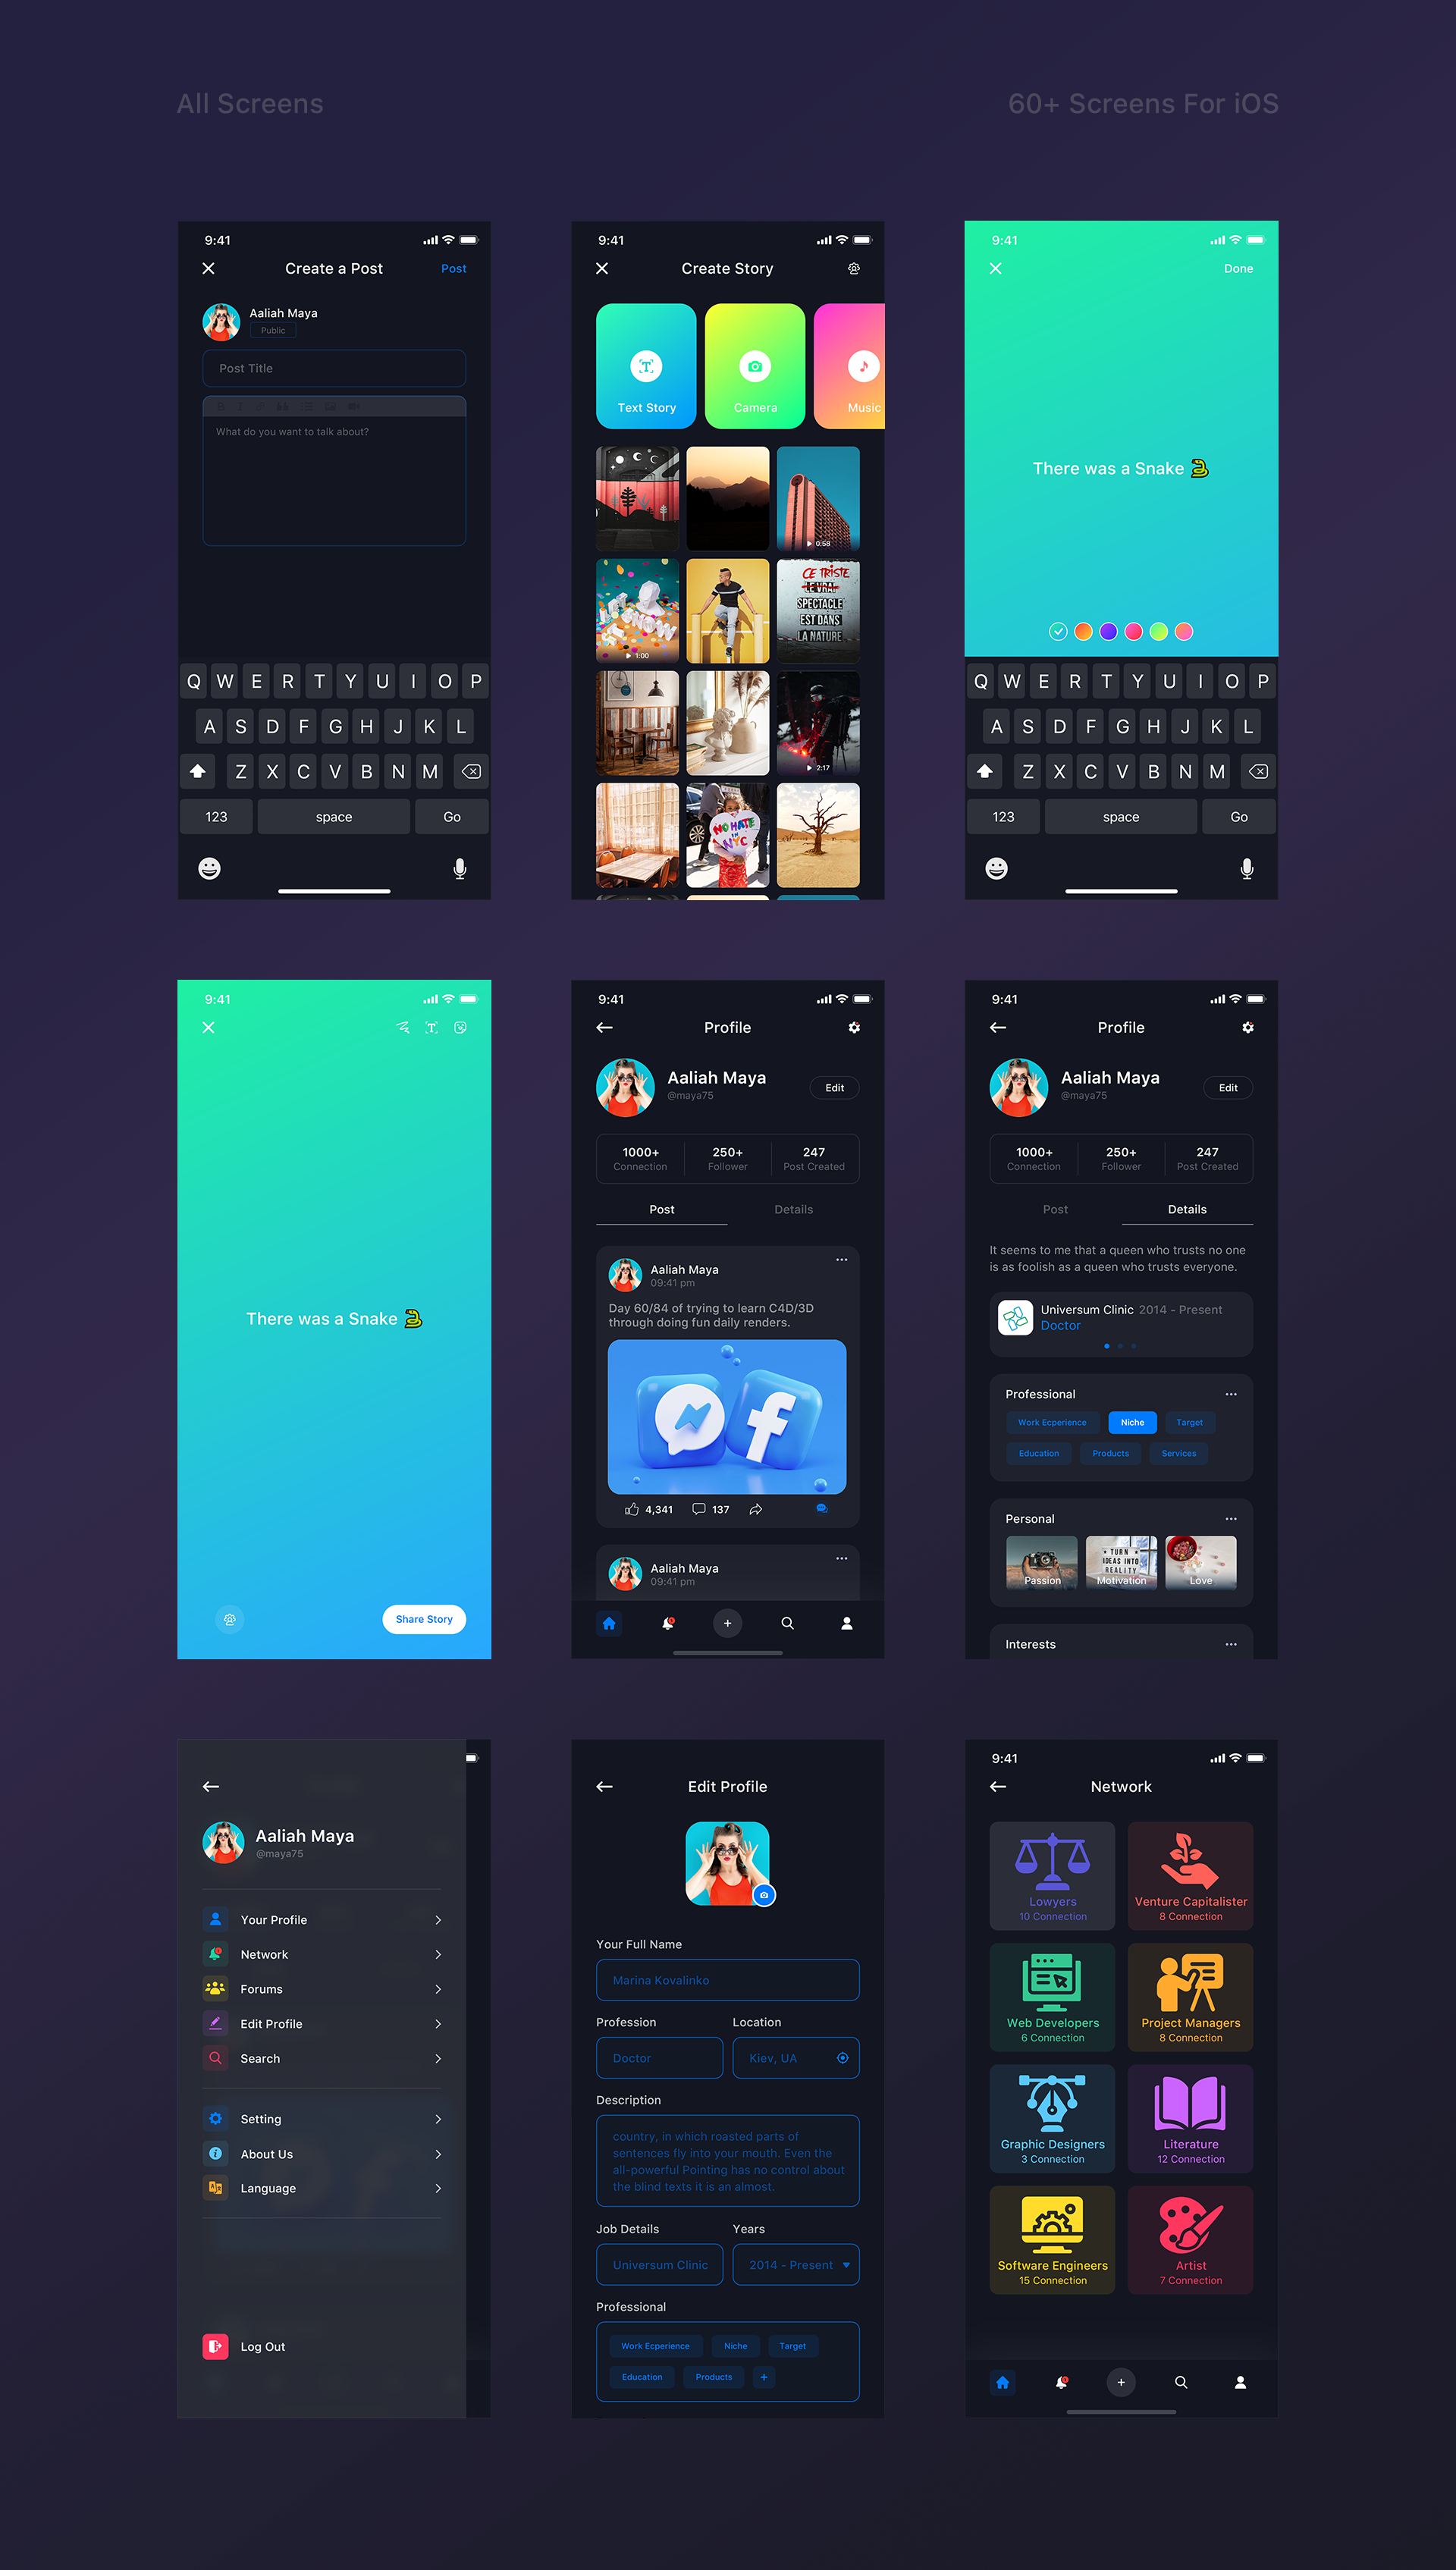 All Screens
60+ Screens For iOS
9:41
Create a Post
Post
Aaliah Maya
Public
Post Title
B I
What do you want to talk about?
Q W E R T Y U I O P
A S D F G H J K L
Z X C V B N M
123 space Go
9:41
Create Story
T
Text Story
Camera
Music
0:58
1:00
CE TRISTE
LE VRAI
SPECTACLE
EST DANS
LA NATURE
2:17
NO HATE
IN
NYC
9:41
Done
There was a Snake 🐍
Q W E R T Y U I O P
A S D F G H J K L
Z X C V B N M
123 space Go
9:41
T
There was a Snake 🐍
Share Story
9:41
Profile
Aaliah Maya
@maya75
Edit
1000+ 250+ 247
Connection Follower Post Created
Post Details
Aaliah Maya
09:41 pm
Day 60/84 of trying to learn C4D/3D
through doing fun daily renders.
f
4,341 137
Aaliah Maya
09:41 pm
9:41
Profile
Aaliah Maya
@maya75
Edit
1000+ 250+ 247
Connection Follower Post Created
Post Details
It seems to me that a queen who trusts no one
is as foolish as a queen who trusts everyone.
Universum Clinic 2014 - Present
Doctor
Professional
Work Ecperience Niche Target
Education Products Services
Personal
TURN
IDEAS INTO
REALITY
Passion Motivation Love
Interests
Aaliah Maya
@maya75
Your Profile
Network
Forums
Edit Profile
Search
Setting
About Us
Language
Log Out
Edit Profile
Your Full Name
Marina Kovalinko
Profession Location
Doctor Kiev, UA
Description
country, in which roasted parts of
sentences fly into your mouth. Even the
all-powerful Pointing has no control about
the blind texts it is an almost.
Job Details Years
Universum Clinic 2014 - Present
Professional
Work Ecperience Niche Target
Education Products +
9:41
Network
Lowyers Venture Capitalister
10 Connection 8 Connection
Web Developers Project Managers
6 Connection 8 Connection
Graphic Designers Literature
3 Connection 12 Connection
Software Engineers Artist
15 Connection 7 Connection